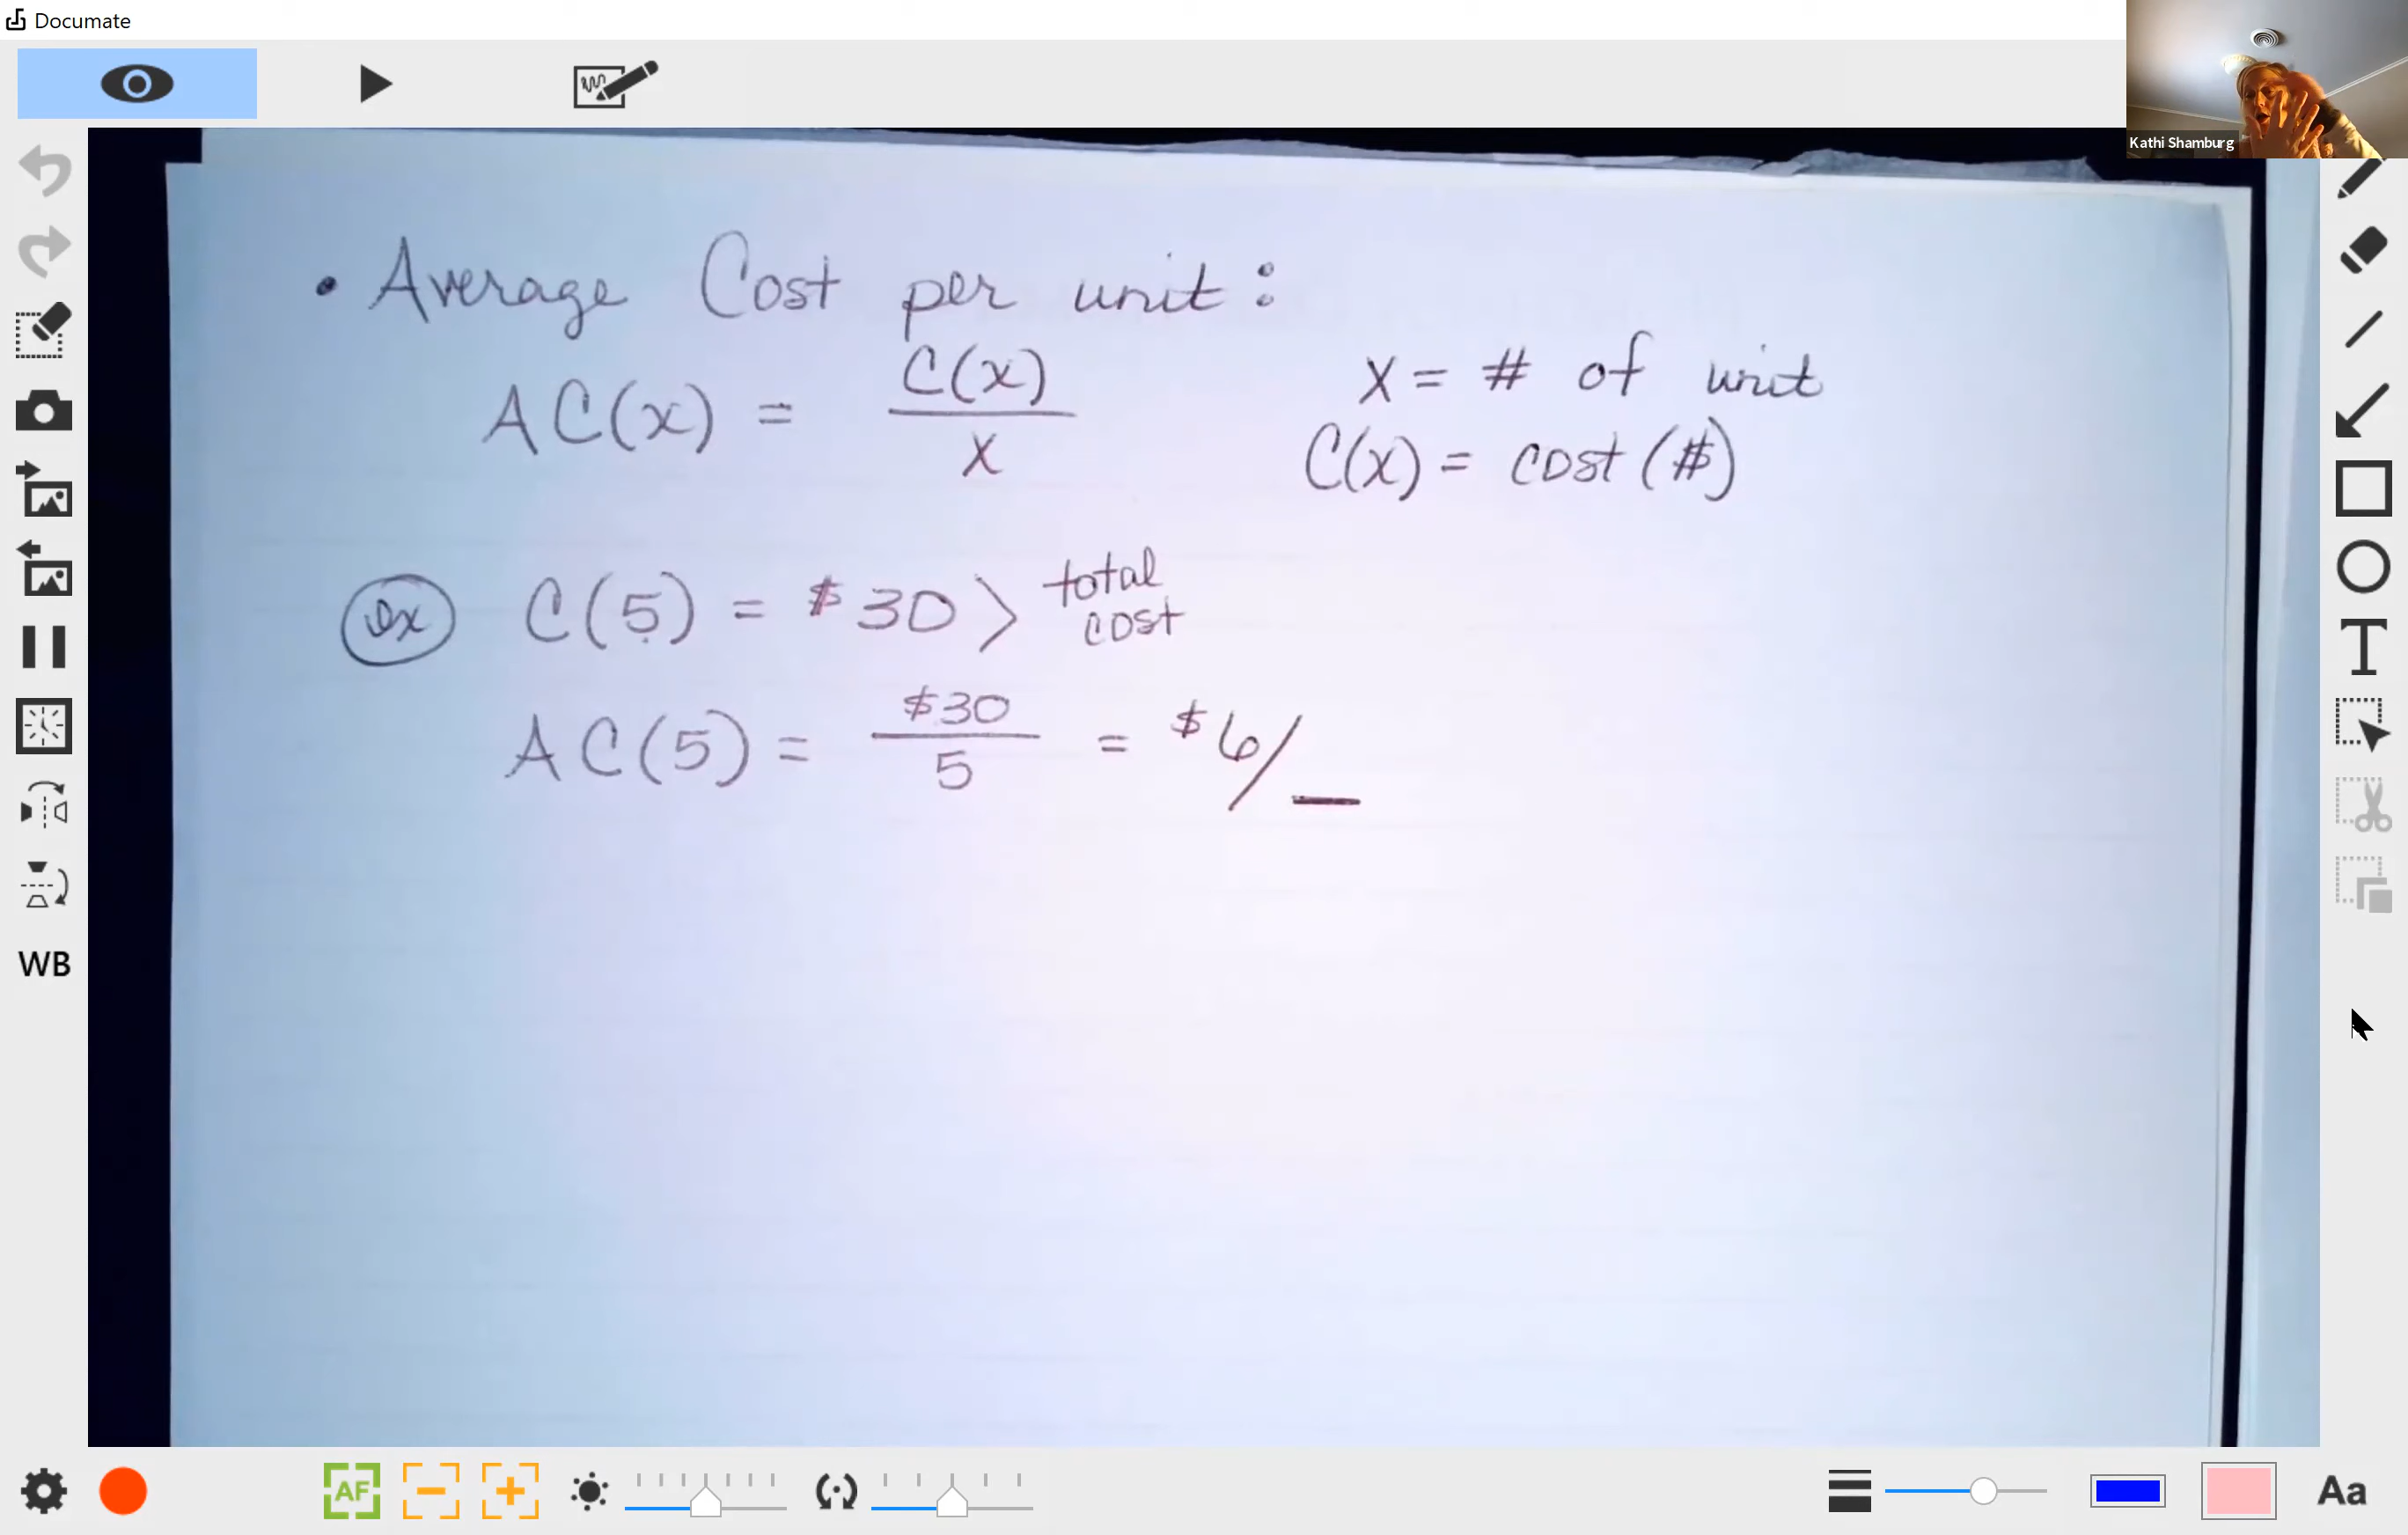 Documate
Kathi Shamburg
• Average Cost per unit:
AC(x) = C(x) / x
x = # of unit
C(x) = cost ($)
ex C(5) = $30 > total cost
AC(5) = $30 / 5 = $6/_
WB
AF
Aa